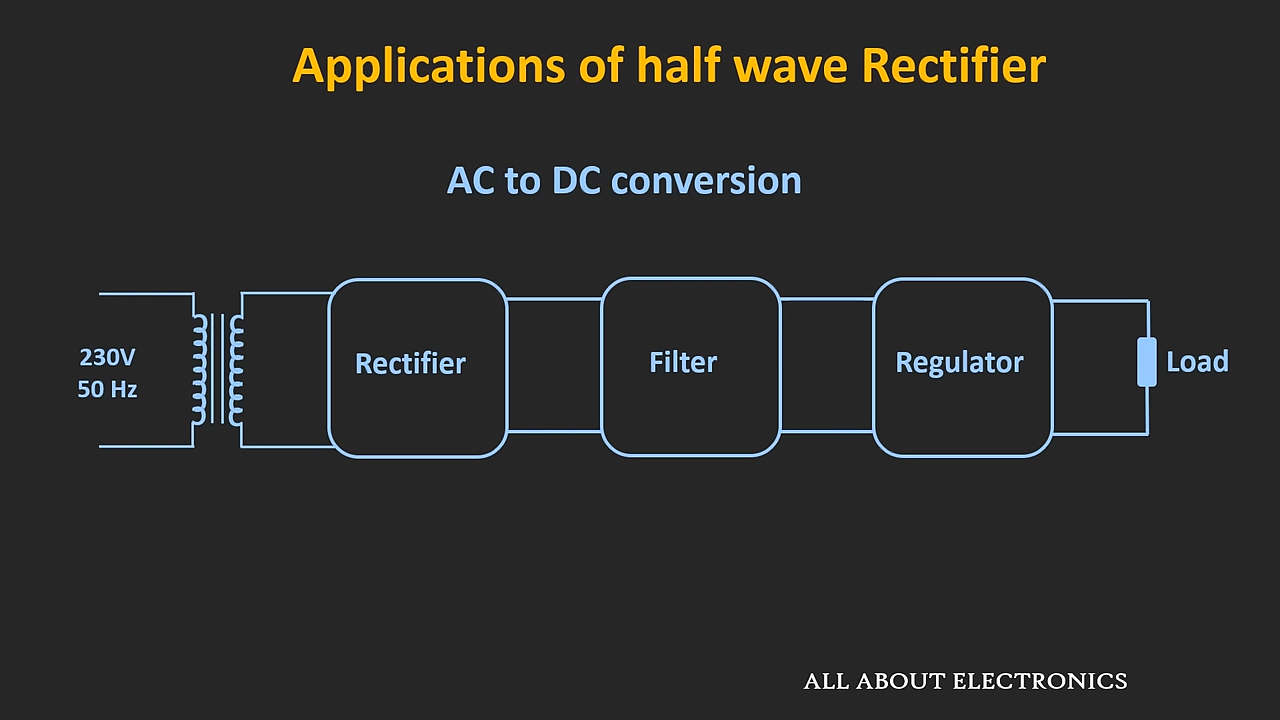 Applications of half wave Rectifier
AC to DC conversion
230V
50 Hz
Rectifier
Filter
Regulator
Load
ALL ABOUT ELECTRONICS